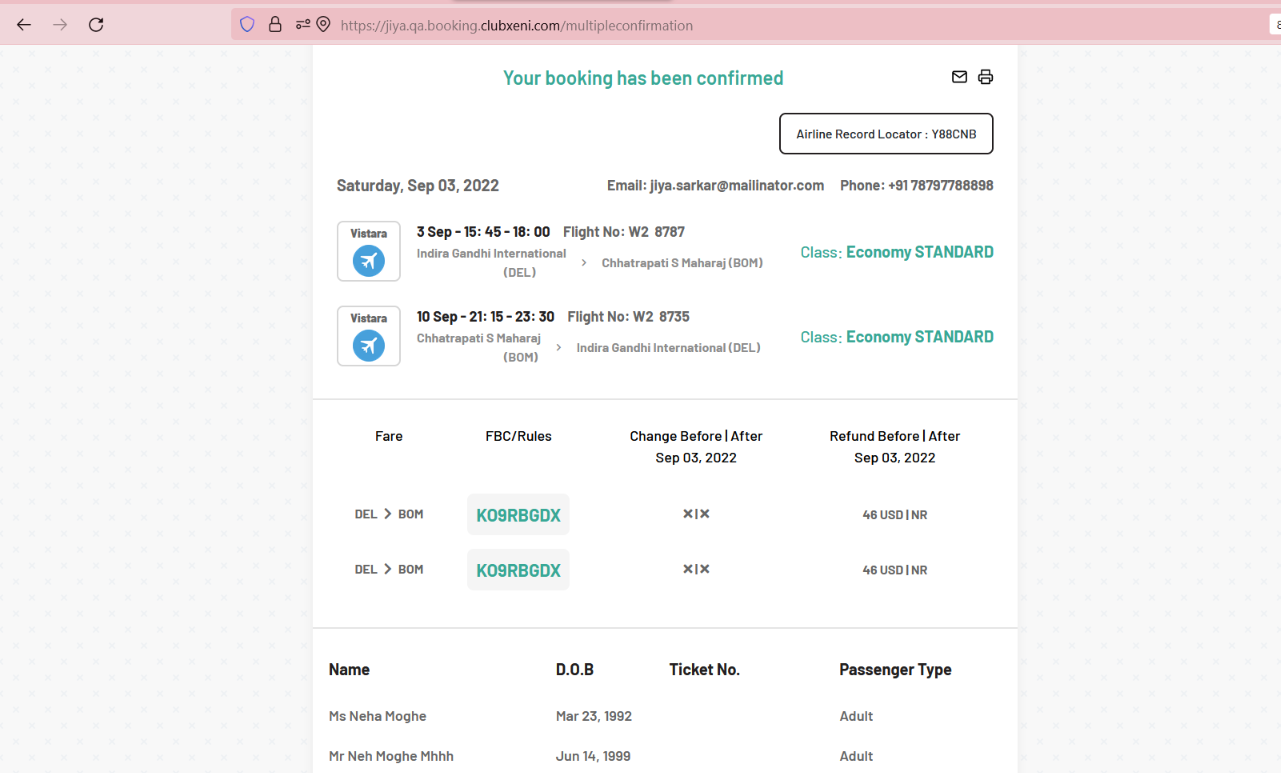 https://jiya.qa.booking.clubxeni.com/multipleconfirmation
Your booking has been confirmed
Airline Record Locator : Y88CNB
Saturday, Sep 03, 2022 Email: jiya.sarkar@mailinator.com Phone: +91 78797788898
Vistara
3 Sep - 15: 45 - 18: 00 Flight No: W2 8787
Indira Gandhi International
(DEL) > Chhatrapati S Maharaj (BOM)
Class: Economy STANDARD
Vistara
10 Sep - 21: 15 - 23: 30 Flight No: W2 8735
Chhatrapati S Maharaj
(BOM) > Indira Gandhi International (DEL)
Class: Economy STANDARD
Fare FBC/Rules Change Before | After Refund Before | After
Sep 03, 2022 Sep 03, 2022
DEL > BOM KO9RBGDX ×|× 46 USD | NR
DEL > BOM KO9RBGDX ×|× 46 USD | NR
Name D.O.B Ticket No. Passenger Type
Ms Neha Moghe Mar 23, 1992 Adult
Mr Neh Moghe Mhhh Jun 14, 1999 Adult